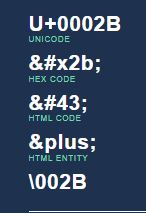 U+0002B
UNICODE
&#x2b;
HEX CODE
&#43;
HTML CODE
&plus;
HTML ENTITY
\002B